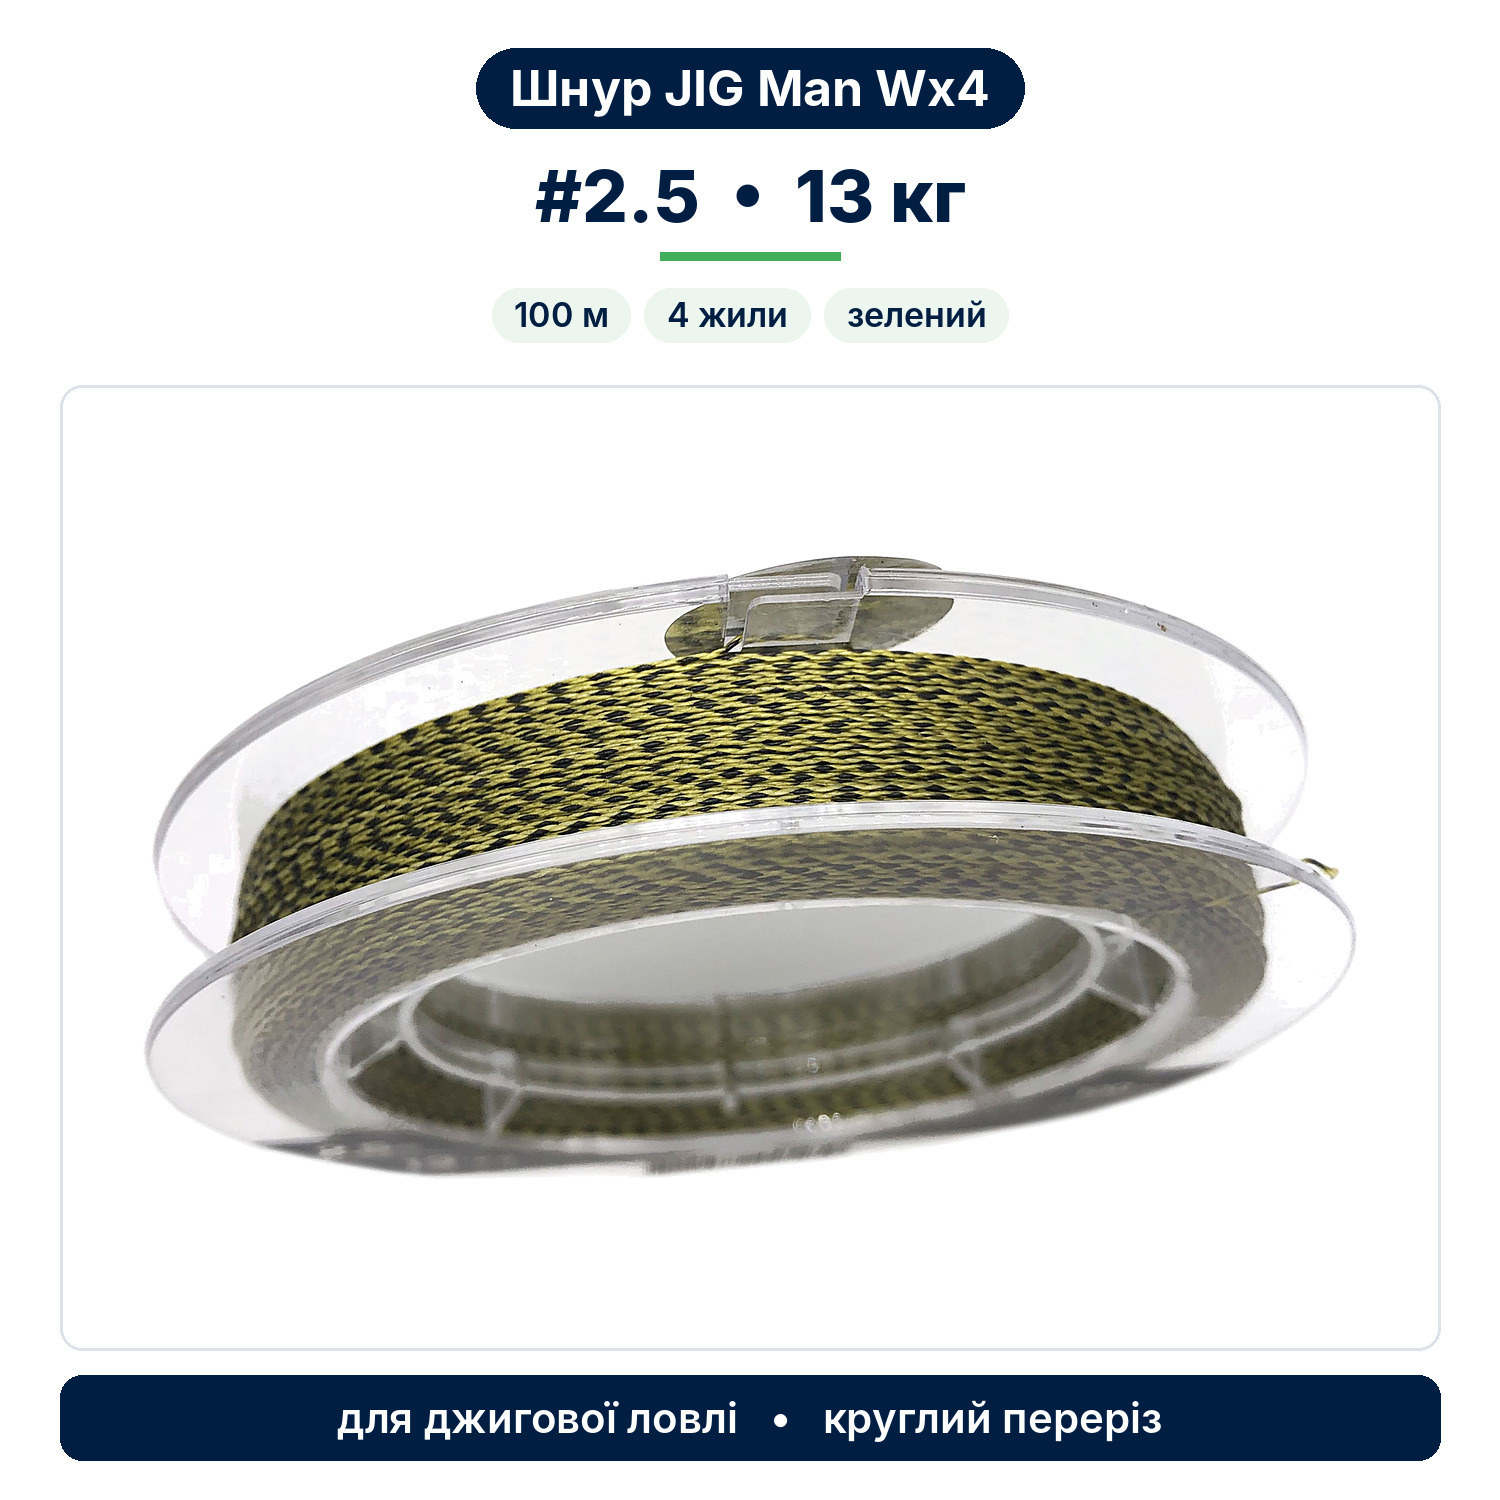 Шнур JIG Man Wx4
#2.5 • 13 кг
100 м 4 жили зелений
для джигової ловлі • круглий переріз